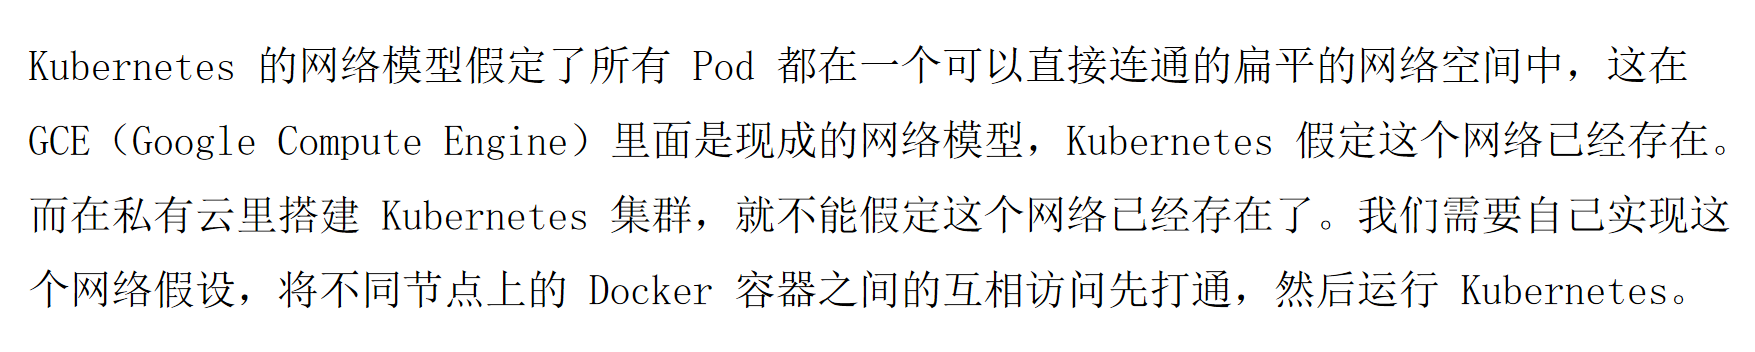 Kubernetes 的网络模型假定了所有 Pod 都在一个可以直接连通的扁平的网络空间中，这在
GCE（Google Compute Engine）里面是现成的网络模型，Kubernetes 假定这个网络已经存在。
而在私有云里搭建 Kubernetes 集群，就不能假定这个网络已经存在了。我们需要自己实现这
个网络假设，将不同节点上的 Docker 容器之间的互相访问先打通，然后运行 Kubernetes。